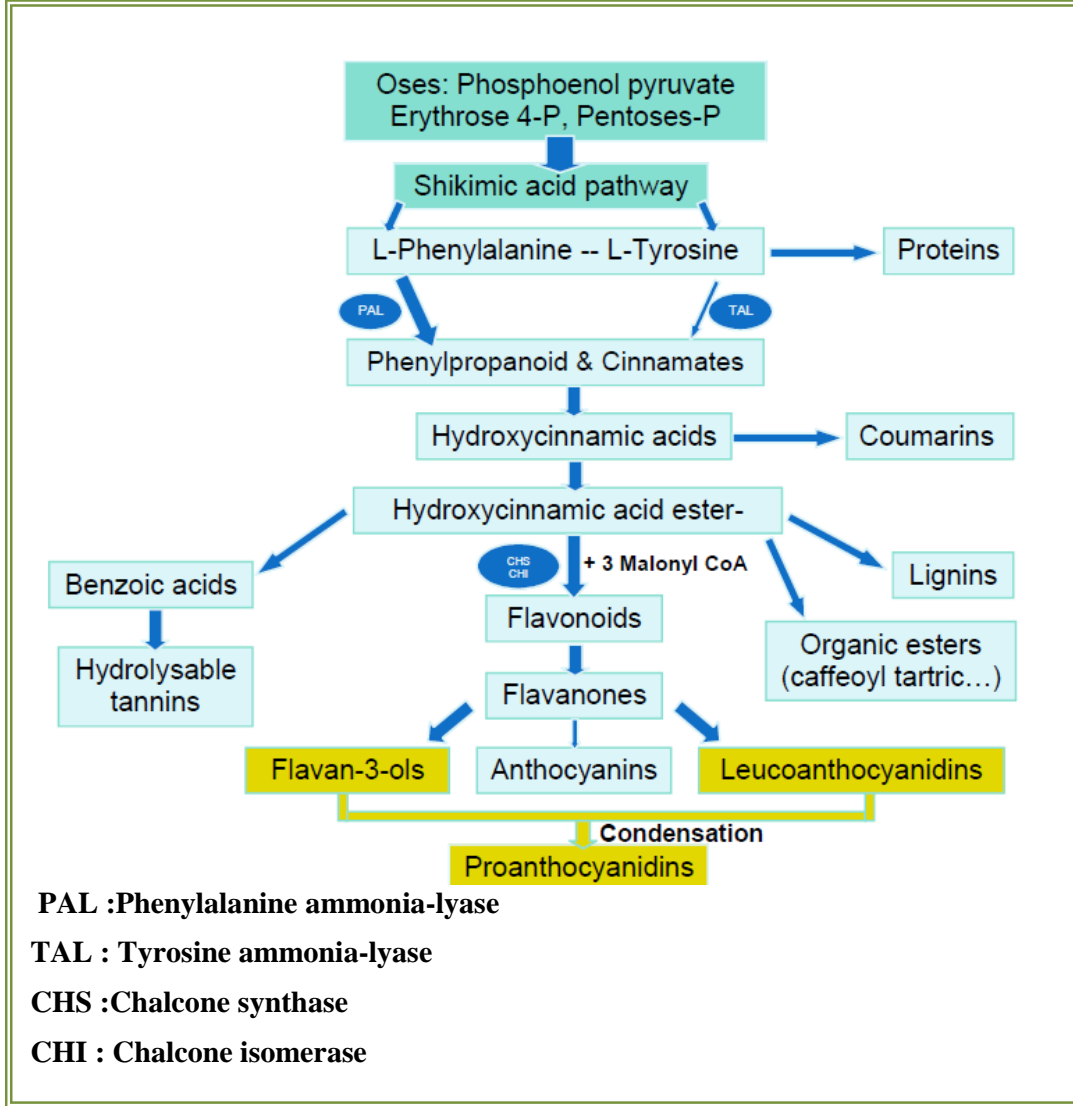 Oses: Phosphoenol pyruvate
Erythrose 4-P, Pentoses-P
Shikimic acid pathway
L-Phenylalanine -- L-Tyrosine
Proteins
PAL
TAL
Phenylpropanoid & Cinnamates
Hydroxycinnamic acids
Coumarins
Hydroxycinnamic acid ester-
CHS
CHI
+ 3 Malonyl CoA
Benzoic acids
Lignins
Flavonoids
Hydrolysable
tannins
Organic esters
(caffeoyl tartric…)
Flavanones
Flavan-3-ols
Anthocyanins
Leucoanthocyanidins
Condensation
Proanthocyanidins
PAL :Phenylalanine ammonia-lyase
TAL : Tyrosine ammonia-lyase
CHS :Chalcone synthase
CHI : Chalcone isomerase